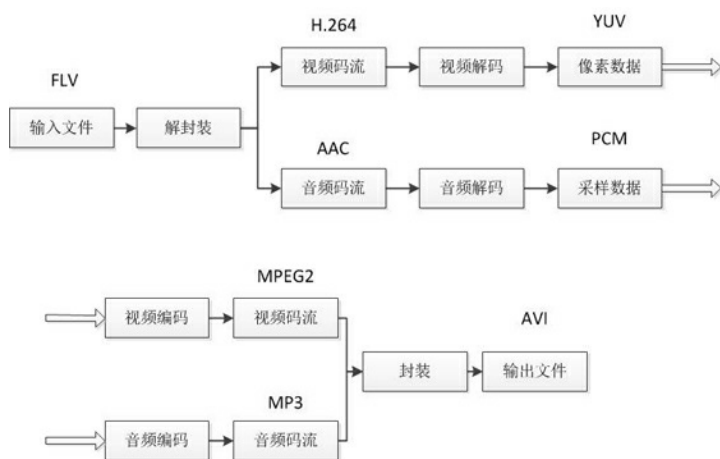 H.264
YUV
FLV
视频码流
视频解码
像素数据
输入文件
解封装
AAC
PCM
音频码流
音频解码
采样数据
MPEG2
视频编码
视频码流
AVI
封装
输出文件
MP3
音频编码
音频码流